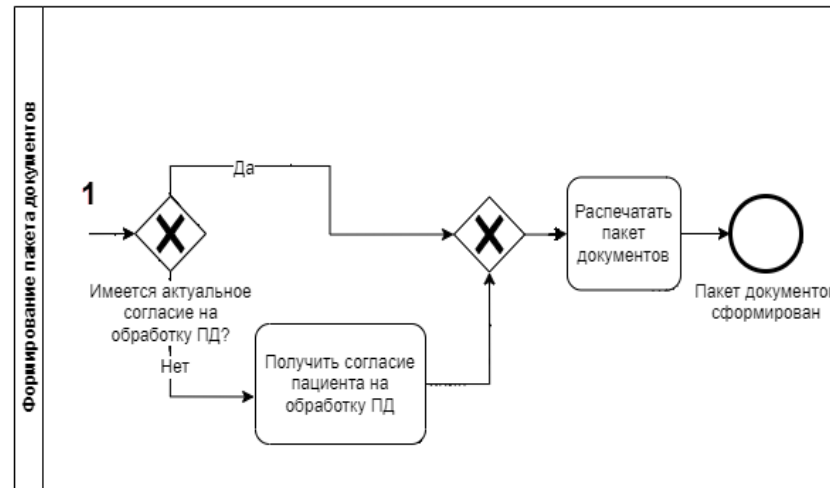 Формирование пакета документов
1
Да
Имеется актуальное
согласие на
обработку ПД?
Нет
Получить согласие
пациента на
обработку ПД
Распечатать
пакет
документов
Пакет документов
сформирован